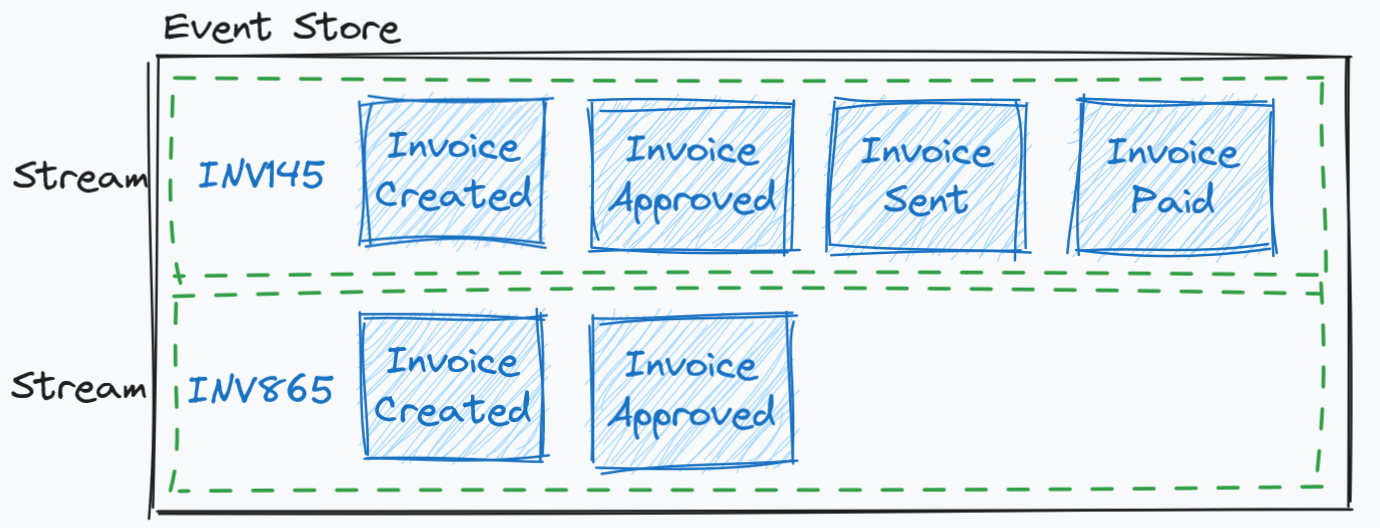 Event Store
Stream
INV145
Invoice
Created
Invoice
Approved
Invoice
Sent
Invoice
Paid
Stream
INV865
Invoice
Created
Invoice
Approved